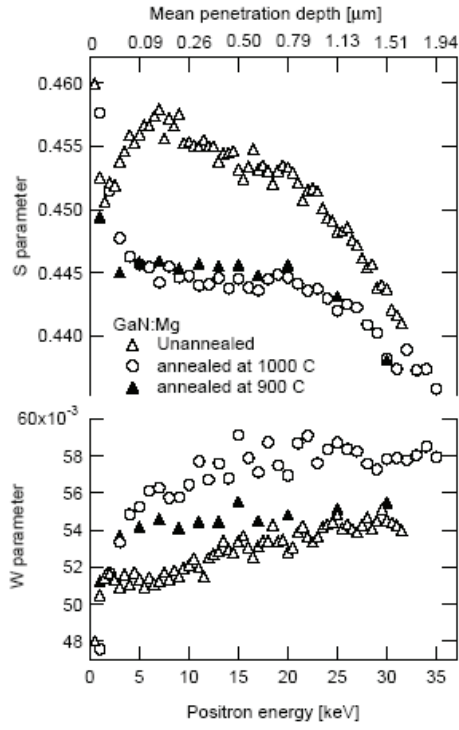 Mean penetration depth [μm]
0 0.09 0.26 0.50 0.79 1.13 1.51 1.94
0.460
0.455
0.450
0.445
0.440
S parameter
GaN:Mg
Unannealed
annealed at 1000 C
annealed at 900 C
60x10-3
58
56
54
52
50
48
W parameter
0 5 10 15 20 25 30 35
Positron energy [keV]